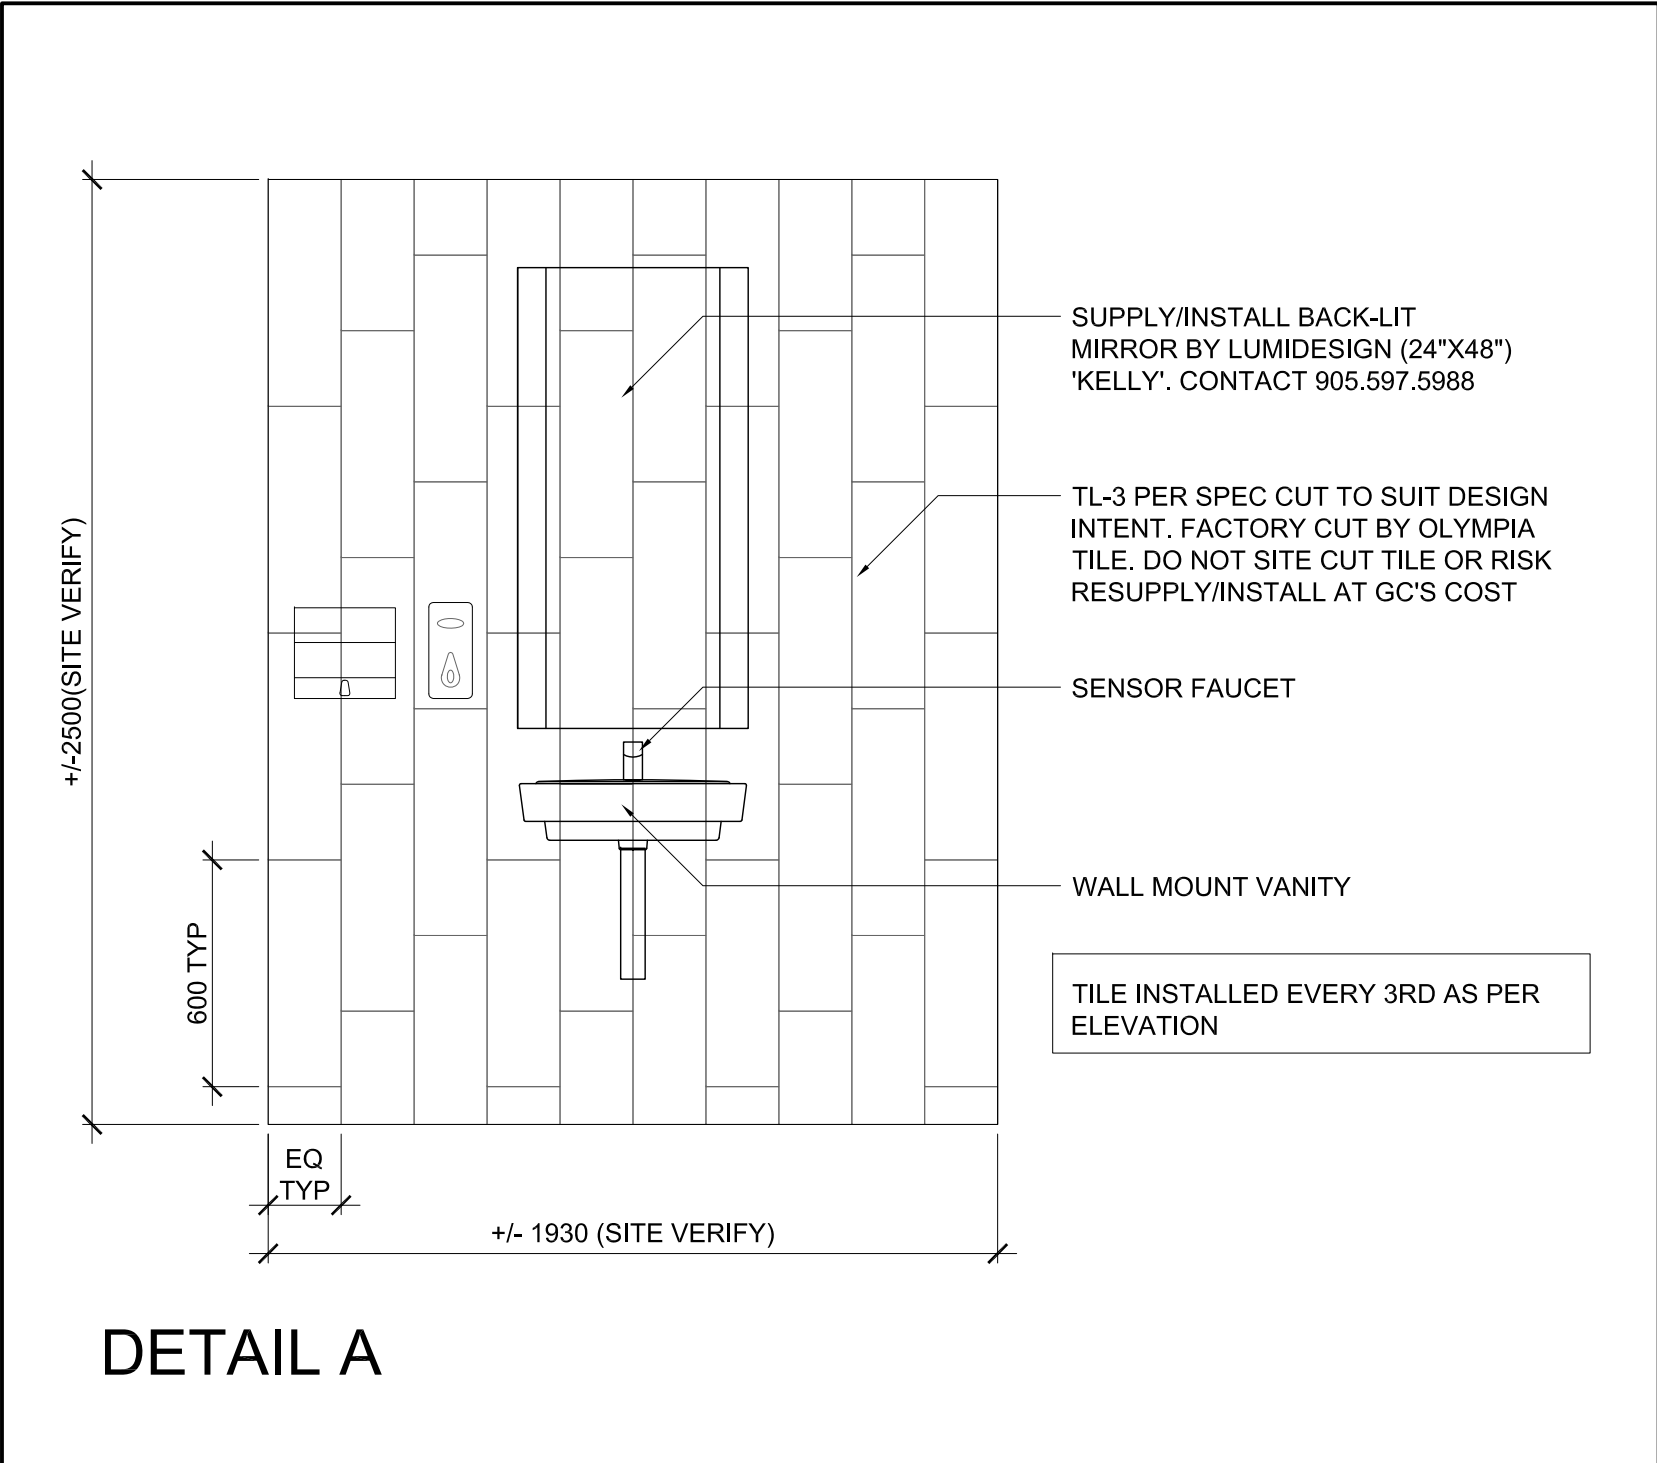 SUPPLY/INSTALL BACK-LIT
MIRROR BY LUMIDESIGN (24"X48")
'KELLY'. CONTACT 905.597.5988
TL-3 PER SPEC CUT TO SUIT DESIGN
INTENT. FACTORY CUT BY OLYMPIA
TILE. DO NOT SITE CUT TILE OR RISK
RESUPPLY/INSTALL AT GC'S COST
+/-2500(SITE VERIFY)
SENSOR FAUCET
WALL MOUNT VANITY
600 TYP
TILE INSTALLED EVERY 3RD AS PER
ELEVATION
EQ
TYP
+/- 1930 (SITE VERIFY)
DETAIL A